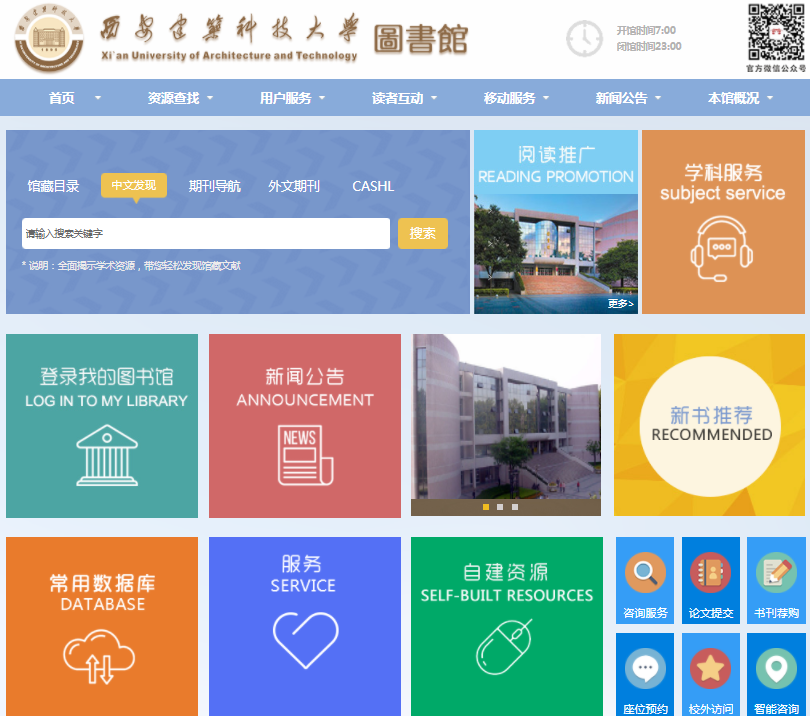 西安建筑科技大学 圖書館
Xi'an University of Architecture and Technology
开馆时间7:00
闭馆时间23:00
官方微信公众号
首页 资源查找 用户服务 读者互动 移动服务 新闻公告 本馆概况
馆藏目录 中文发现 期刊导航 外文期刊 CASHL
请输入搜索关键字 搜索
* 说明：全面揭示学术资源，带您轻松发现馆藏文献
阅读推广
READING PROMOTION
更多>
学科服务
subject service
登录我的图书馆
LOG IN TO MY LIBRARY
新闻公告
ANNOUNCEMENT
NEWS
新书推荐
RECOMMENDED
常用数据库
DATABASE
服务
SERVICE
自建资源
SELF-BUILT RESOURCES
咨询服务 论文提交 书刊荐购
座位预约 校外访问 智能咨询